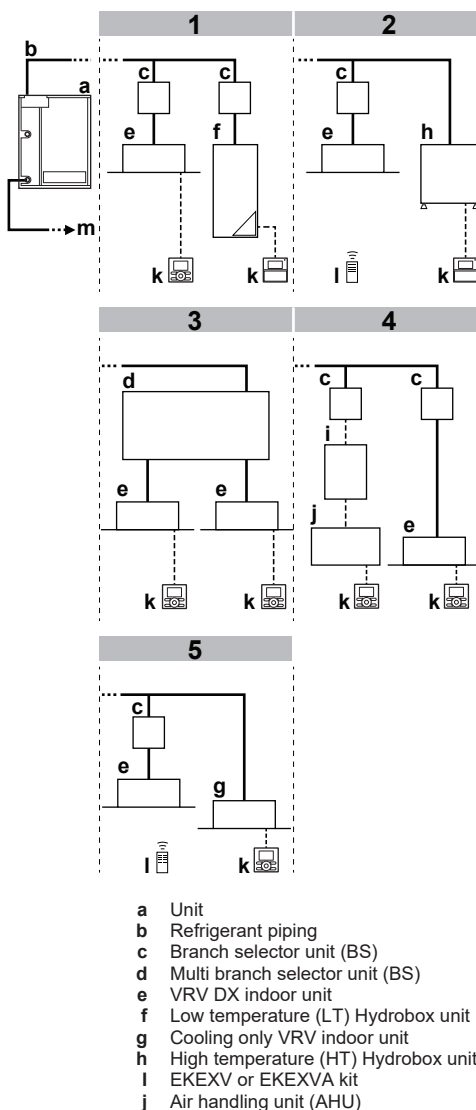 1
2
b
c
c
c
a
e
f
e
h
m
k
k
l
k
3
4
d
c
c
i
e
e
j
e
k
k
k
k
5
c
e
g
l
k
a Unit
b Refrigerant piping
c Branch selector unit (BS)
d Multi branch selector unit (BS)
e VRV DX indoor unit
f Low temperature (LT) Hydrobox unit
g Cooling only VRV indoor unit
h High temperature (HT) Hydrobox unit
I EKEXV or EKEXVA kit
j Air handling unit (AHU)